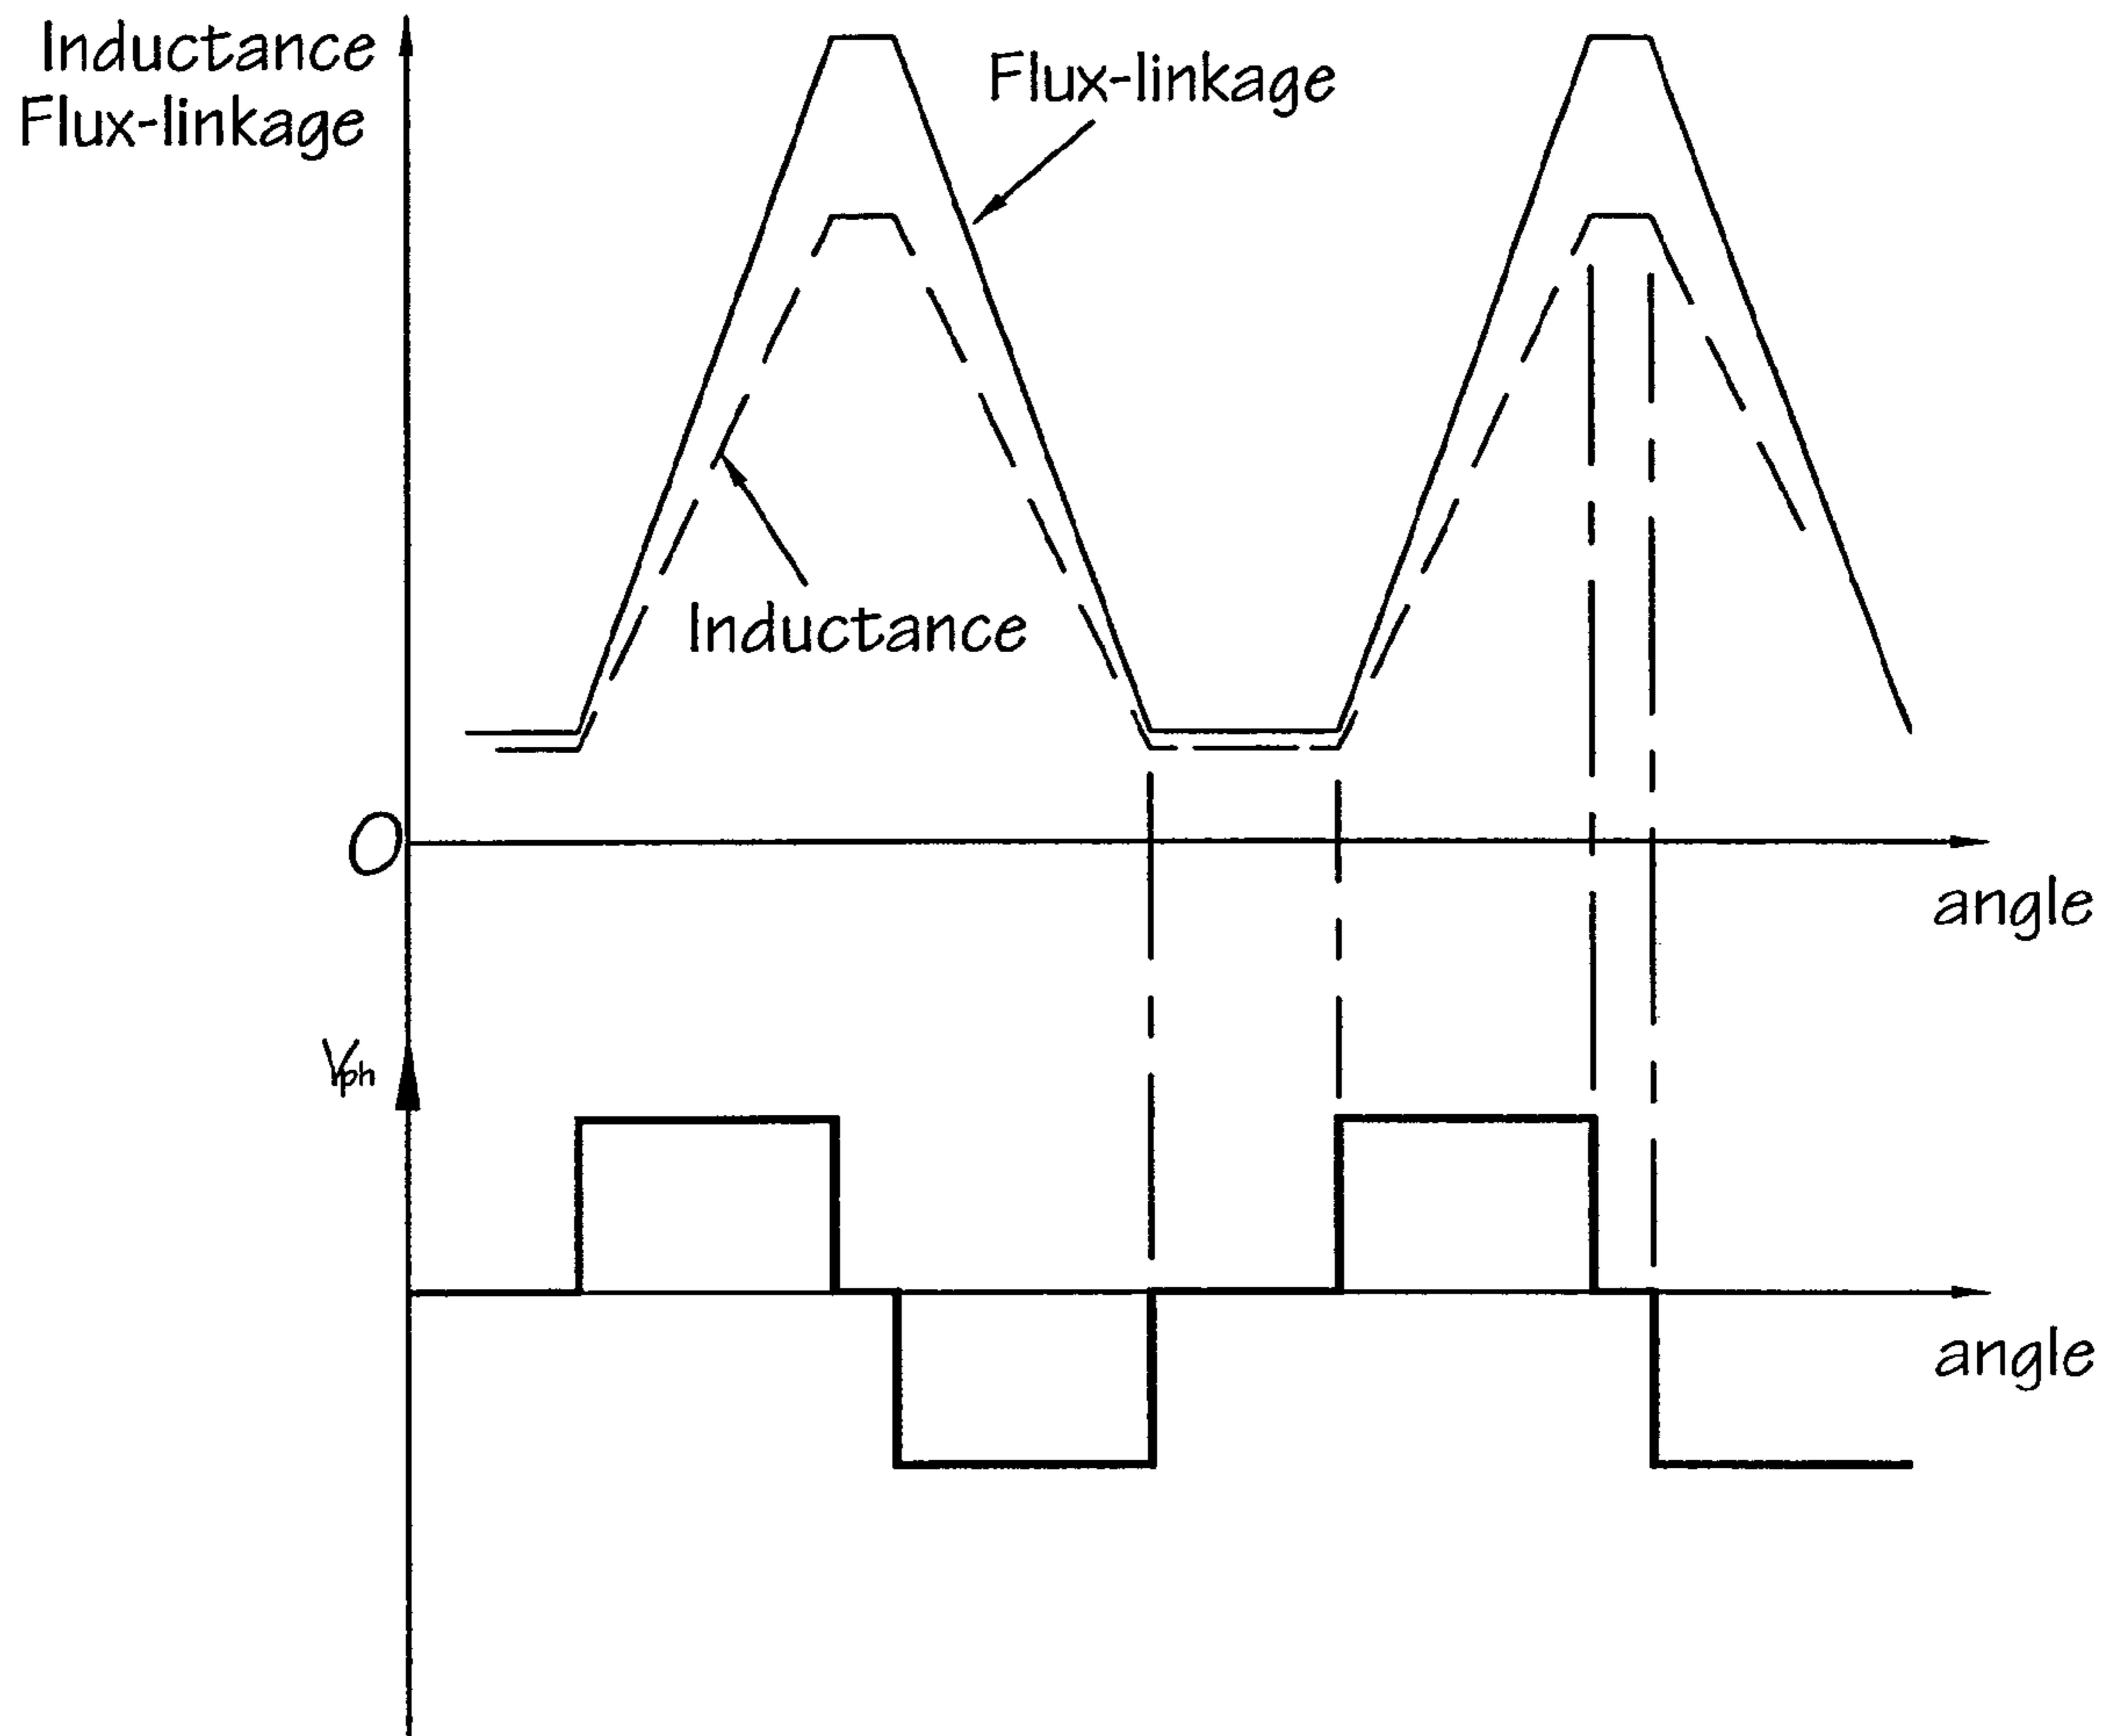 Inductance
Flux-linkage
Flux-linkage
Inductance
O
angle
Vph
angle